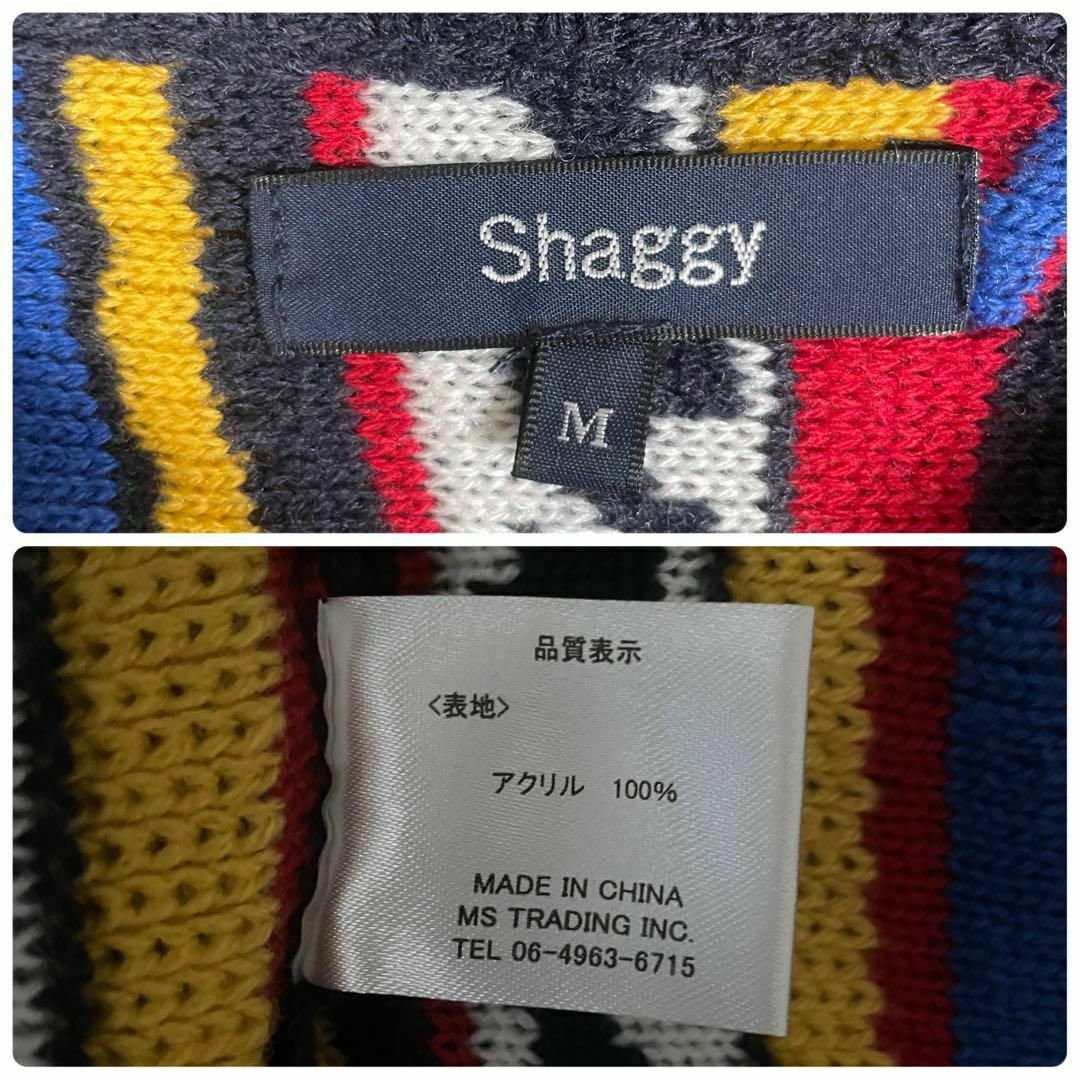 Shaggy
M
品質表示
<表地>
アクリル 100%
MADE IN CHINA
MS TRADING INC.
TEL 06-4963-6715